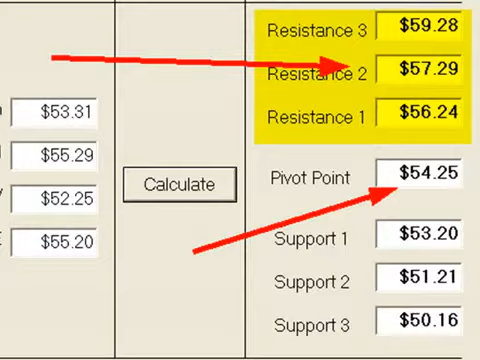 Resistance 3 $59.28
Resistance 2 $57.29
Resistance 1 $56.24
$53.31
$55.29
Calculate
Pivot Point $54.25
$52.25
$55.20
Support 1 $53.20
Support 2 $51.21
Support 3 $50.16